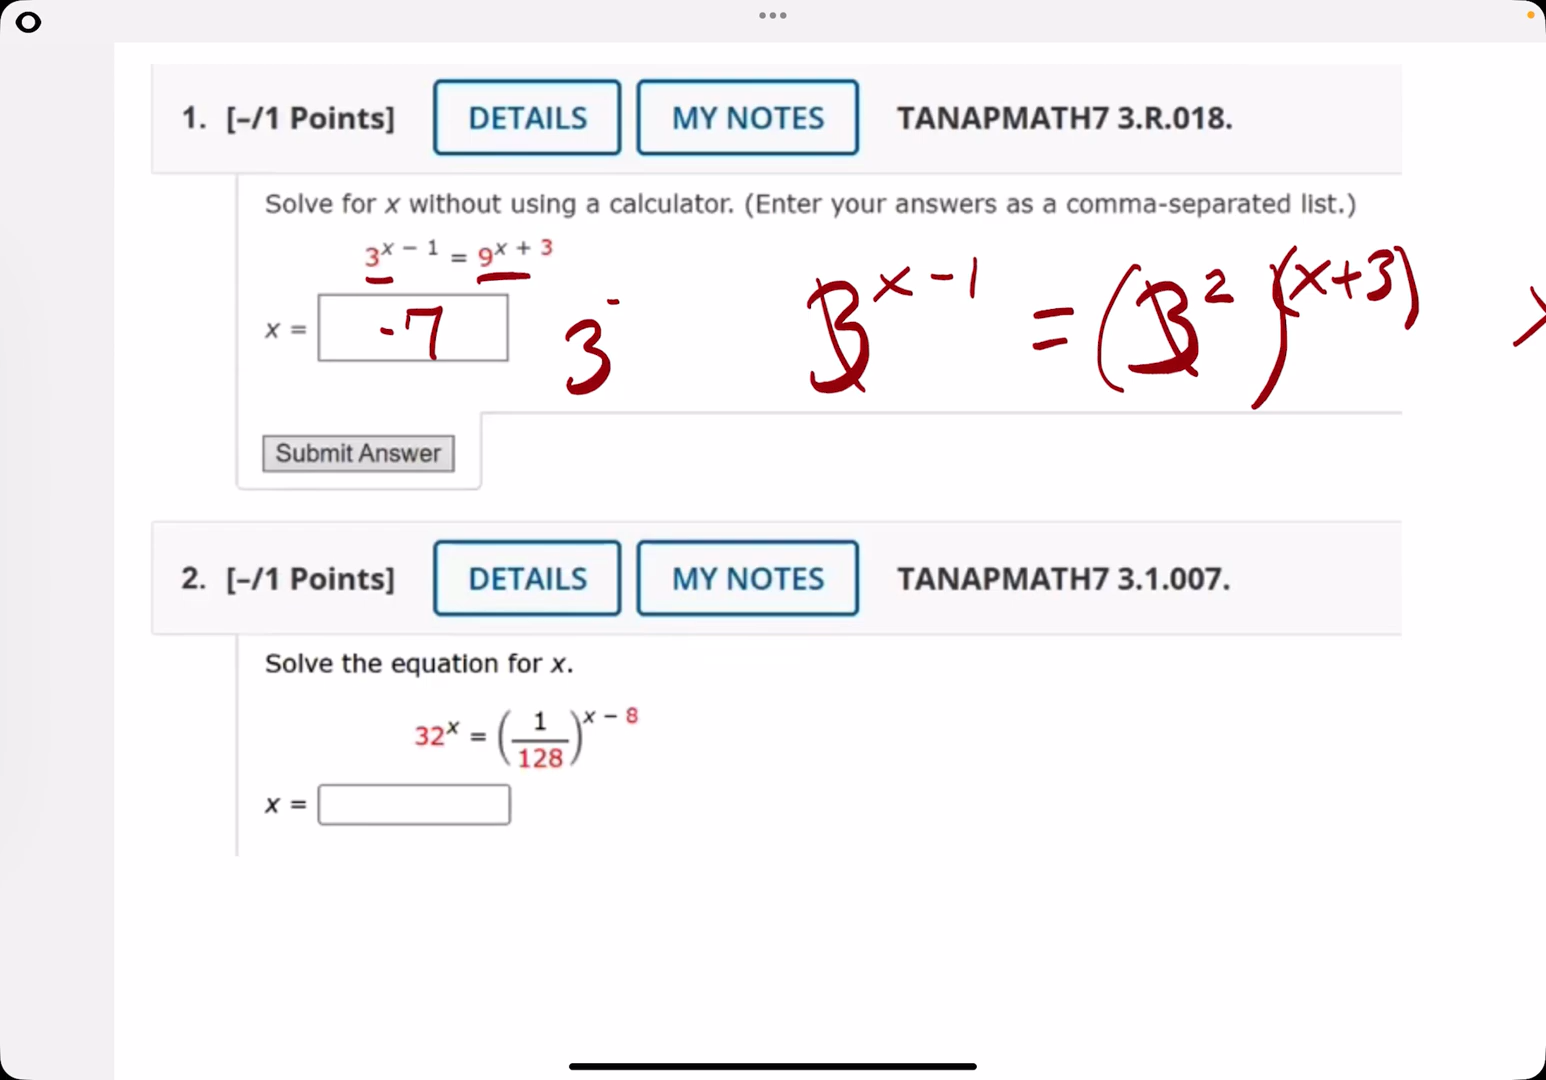 1. [–/1 Points] DETAILS MY NOTES TANAPMATH7 3.R.018.
Solve for x without using a calculator. (Enter your answers as a comma-separated list.)
3^{x − 1} = 9^{x + 3}
x = -7
3^-
3^{x-1} = (3^2)^{(x+3)}
Submit Answer
2. [–/1 Points] DETAILS MY NOTES TANAPMATH7 3.1.007.
Solve the equation for x.
32^x = (1/128)^{x − 8}
x =